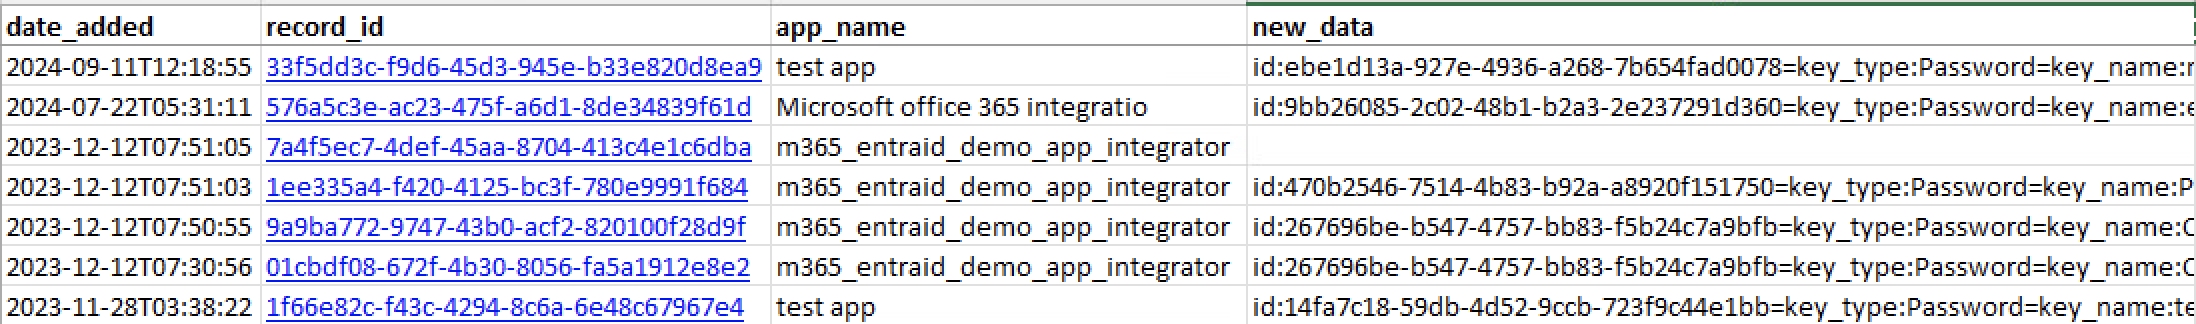 date_added record_id app_name new_data
2024-09-11T12:18:55 33f5dd3c-f9d6-45d3-945e-b33e820d8ea9 test app id:ebe1d13a-927e-4936-a268-7b654fad0078=key_type:Password=key_name:r
2024-07-22T05:31:11 576a5c3e-ac23-475f-a6d1-8de34839f61d Microsoft office 365 integratio id:9bb26085-2c02-48b1-b2a3-2e237291d360=key_type:Password=key_name:e
2023-12-12T07:51:05 7a4f5ec7-4def-45aa-8704-413c4e1c6dba m365_entraid_demo_app_integrator
2023-12-12T07:51:03 1ee335a4-f420-4125-bc3f-780e9991f684 m365_entraid_demo_app_integrator id:470b2546-7514-4b83-b92a-a8920f151750=key_type:Password=key_name:P
2023-12-12T07:50:55 9a9ba772-9747-43b0-acf2-820100f28d9f m365_entraid_demo_app_integrator id:267696be-b547-4757-bb83-f5b24c7a9bfb=key_type:Password=key_name:C
2023-12-12T07:30:56 01cbdf08-672f-4b30-8056-fa5a1912e8e2 m365_entraid_demo_app_integrator id:267696be-b547-4757-bb83-f5b24c7a9bfb=key_type:Password=key_name:C
2023-11-28T03:38:22 1f66e82c-f43c-4294-8c6a-6e48c67967e4 test app id:14fa7c18-59db-4d52-9ccb-723f9c44e1bb=key_type:Password=key_name:te